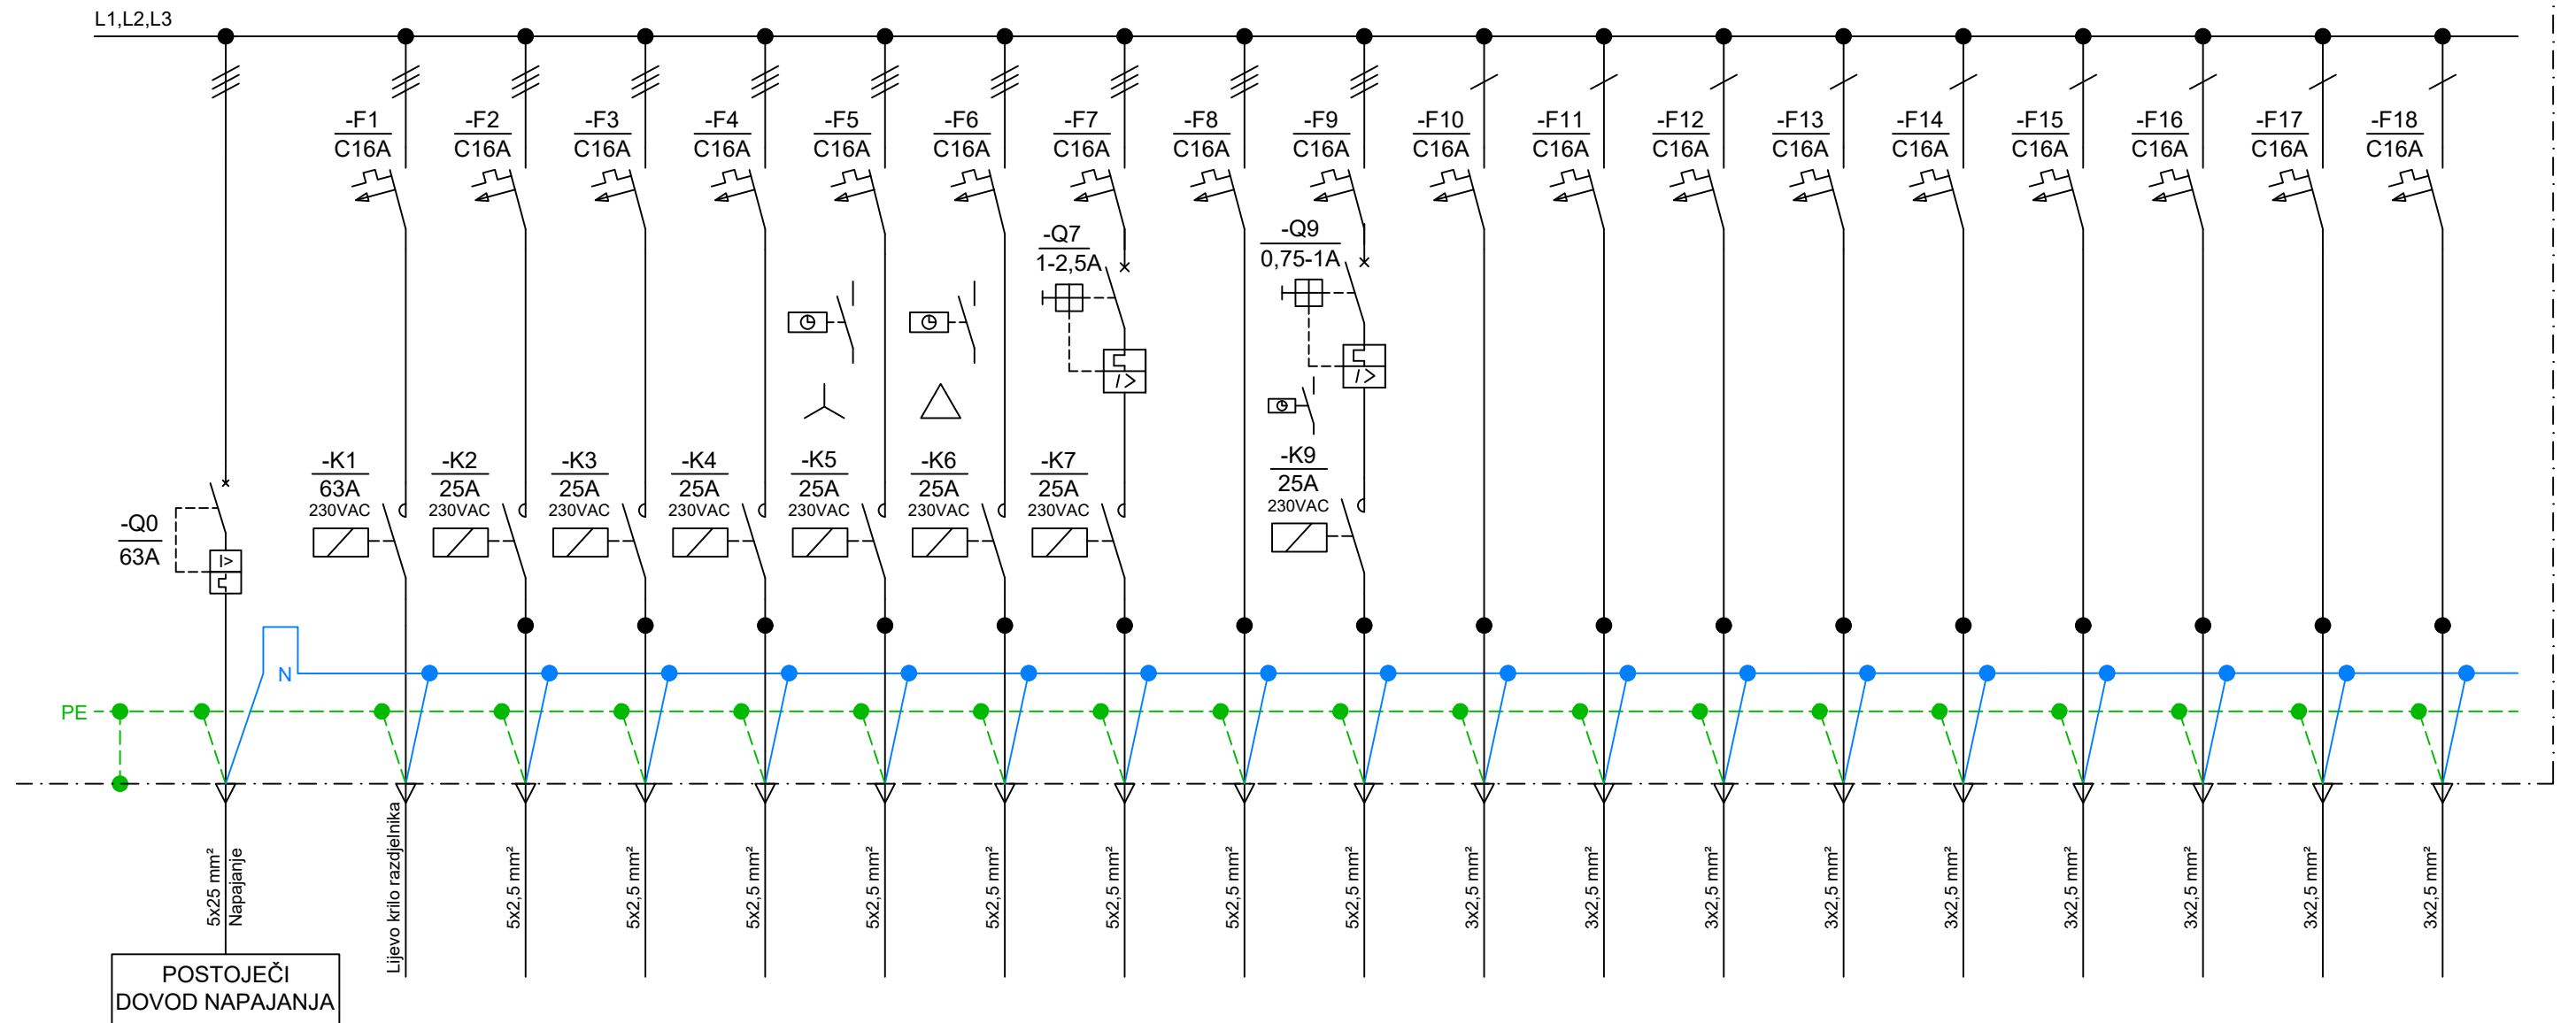 L1,L2,L3
-F1
C16A
-F2
C16A
-F3
C16A
-F4
C16A
-F5
C16A
-F6
C16A
-F7
C16A
-F8
C16A
-F9
C16A
-F10
C16A
-F11
C16A
-F12
C16A
-F13
C16A
-F14
C16A
-F15
C16A
-F16
C16A
-F17
C16A
-F18
C16A
-Q7
1-2,5A
I>
-Q9
0,75-1A
I>
-Q0
63A
I>
-K1
63A
230VAC
-K2
25A
230VAC
-K3
25A
230VAC
-K4
25A
230VAC
-K5
25A
230VAC
-K6
25A
230VAC
-K7
25A
230VAC
-K9
25A
230VAC
N
PE
5x25 mm²
Napajanje
Lijevo krilo razdjelnika
5x2,5 mm²
5x2,5 mm²
5x2,5 mm²
5x2,5 mm²
5x2,5 mm²
5x2,5 mm²
5x2,5 mm²
5x2,5 mm²
3x2,5 mm²
3x2,5 mm²
3x2,5 mm²
3x2,5 mm²
3x2,5 mm²
3x2,5 mm²
3x2,5 mm²
3x2,5 mm²
3x2,5 mm²
POSTOJEČI
DOVOD NAPAJANJA